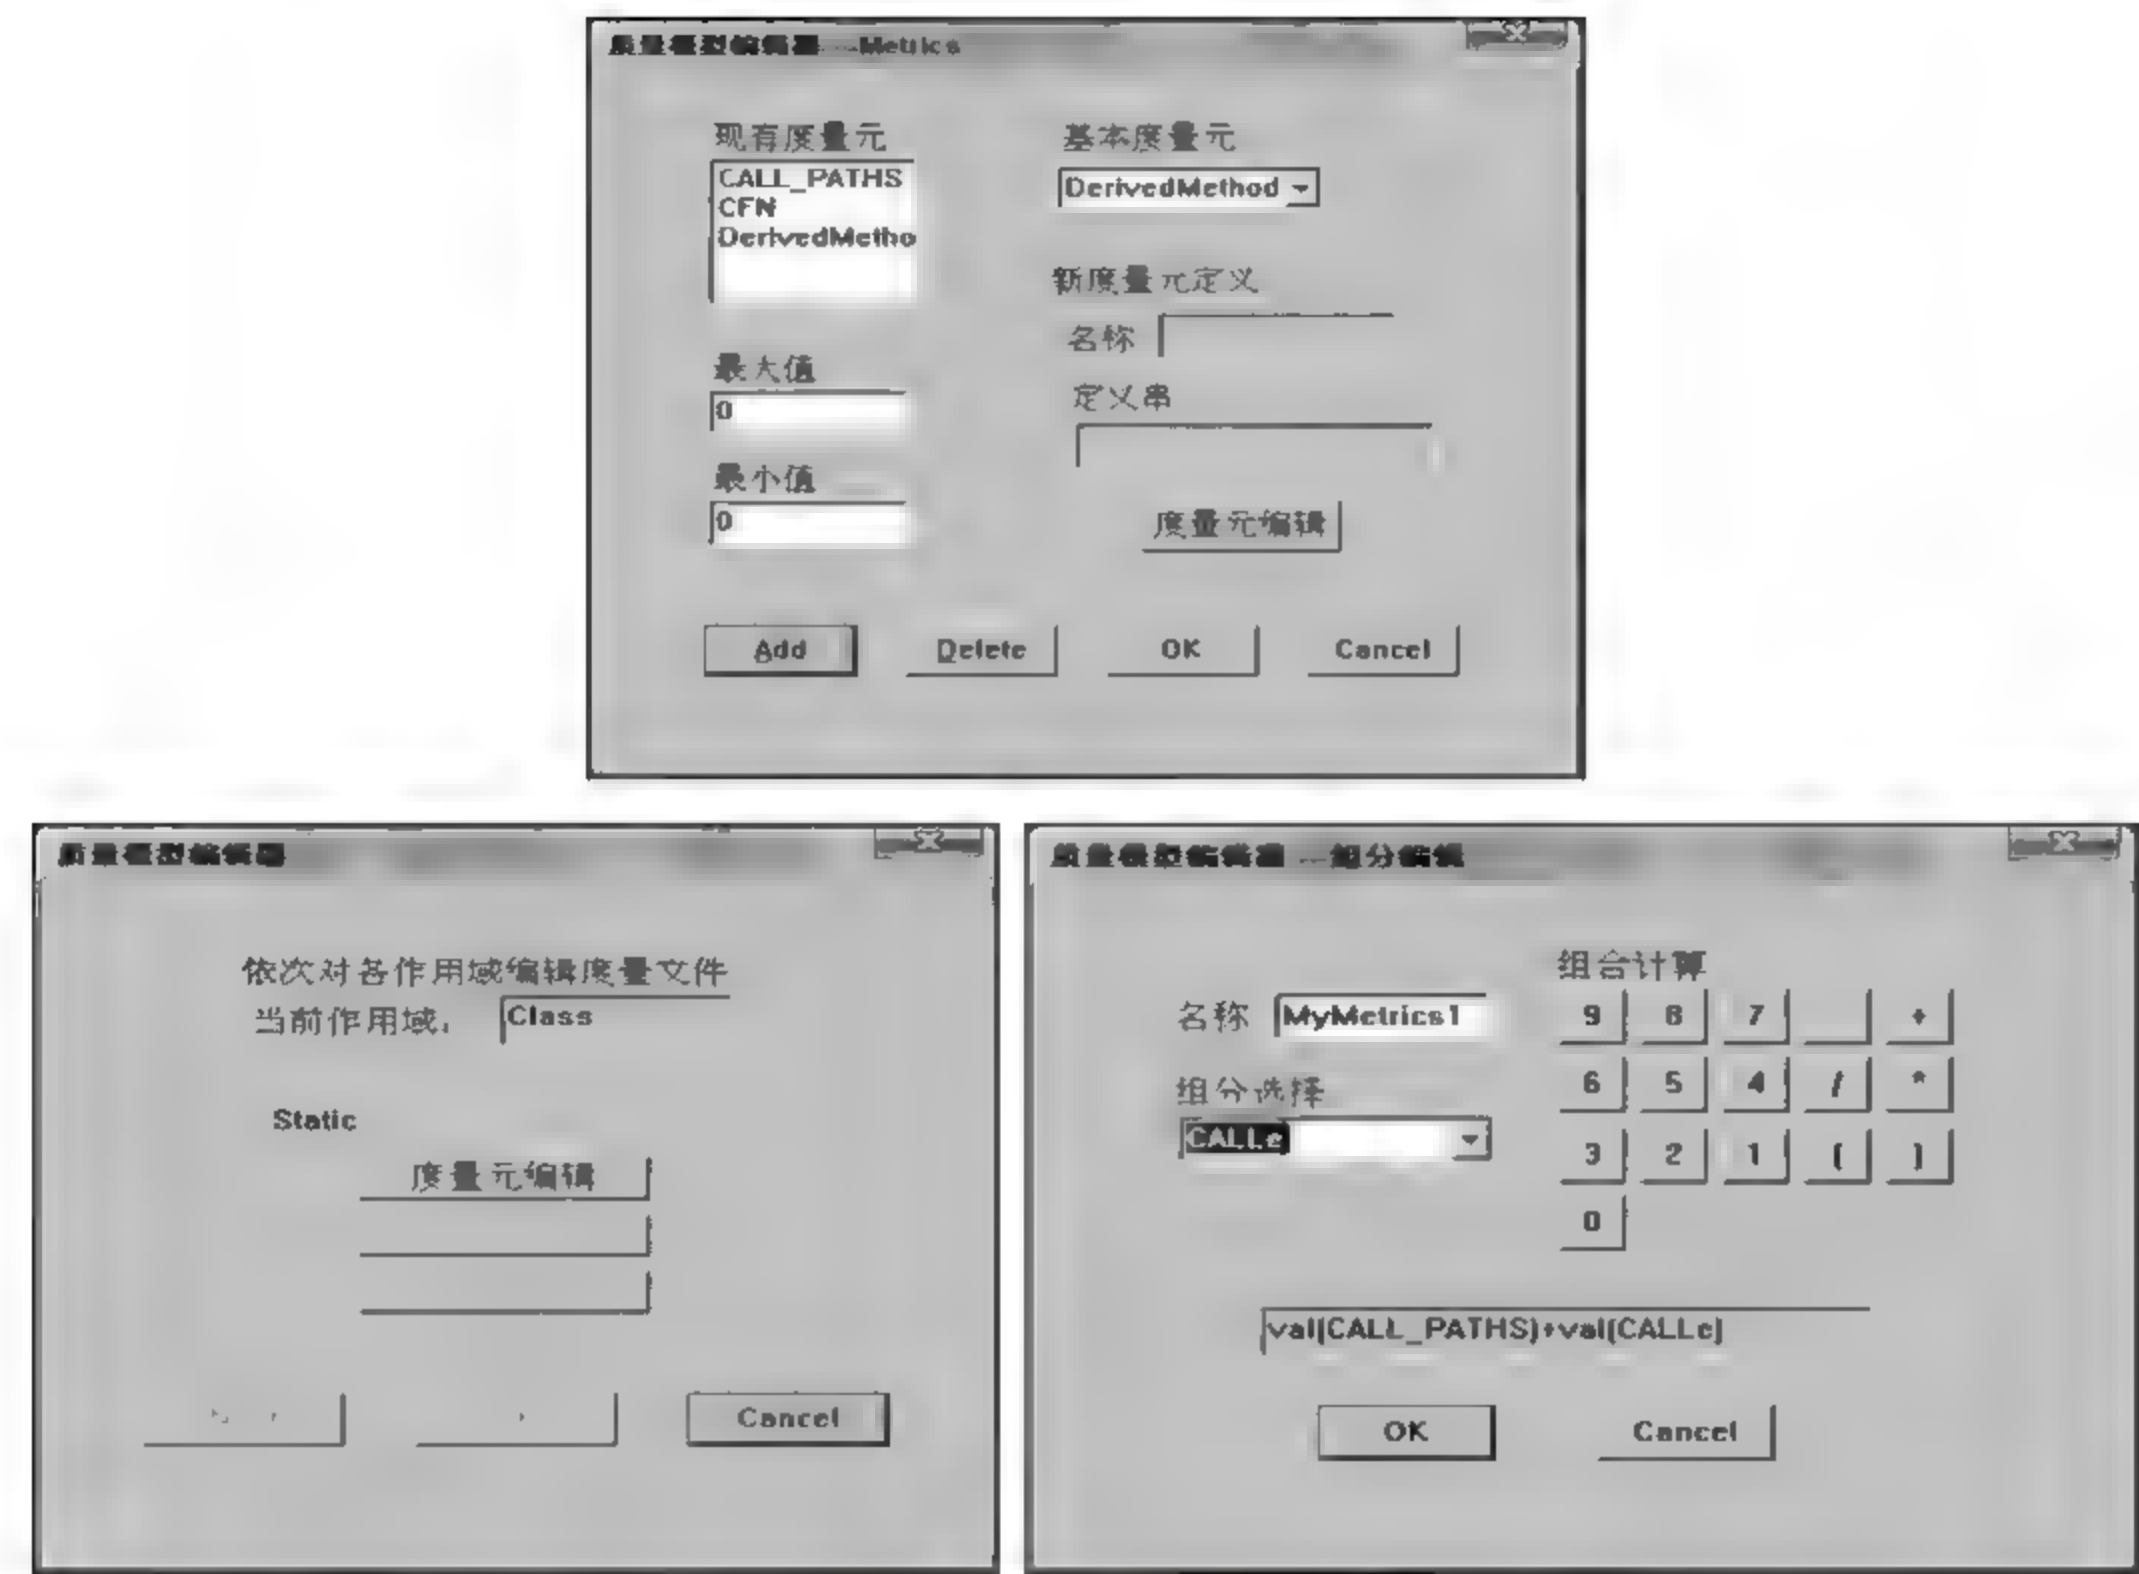 质量模型编辑器 —Metrics
现有度量元
CALL_PATHS
CFN
DerivedMetho
最大值
0
最小值
0
基本度量元
DerivedMethod
新度量元定义
名称
定义串
度量元编辑
Add
Delete
OK
Cancel
质量模型编辑器
依次对各作用域编辑度量文件
当前作用域:
Class
Static
度量元编辑
Cancel
质量模型编辑器 —组分编辑
名称
MyMetrics1
组分选择
CALLe
组合计算
9 8 7 +
6 5 4 / *
3 2 1 ( )
0
val(CALL_PATHS)+val(CALLe)
OK
Cancel